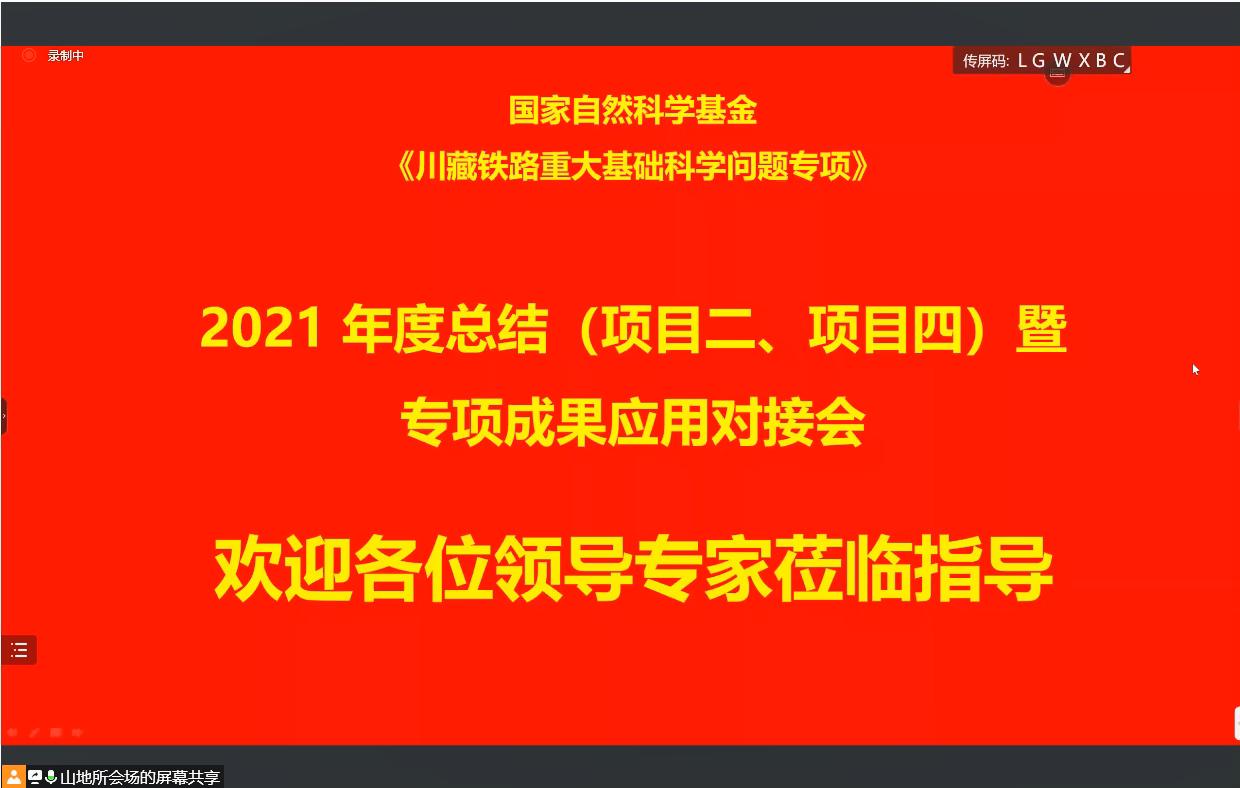 录制中
传屏码: LGWXBC
国家自然科学基金
《川藏铁路重大基础科学问题专项》
2021 年度总结（项目二、项目四）暨
专项成果应用对接会
欢迎各位领导专家莅临指导
山地所会场的屏幕共享